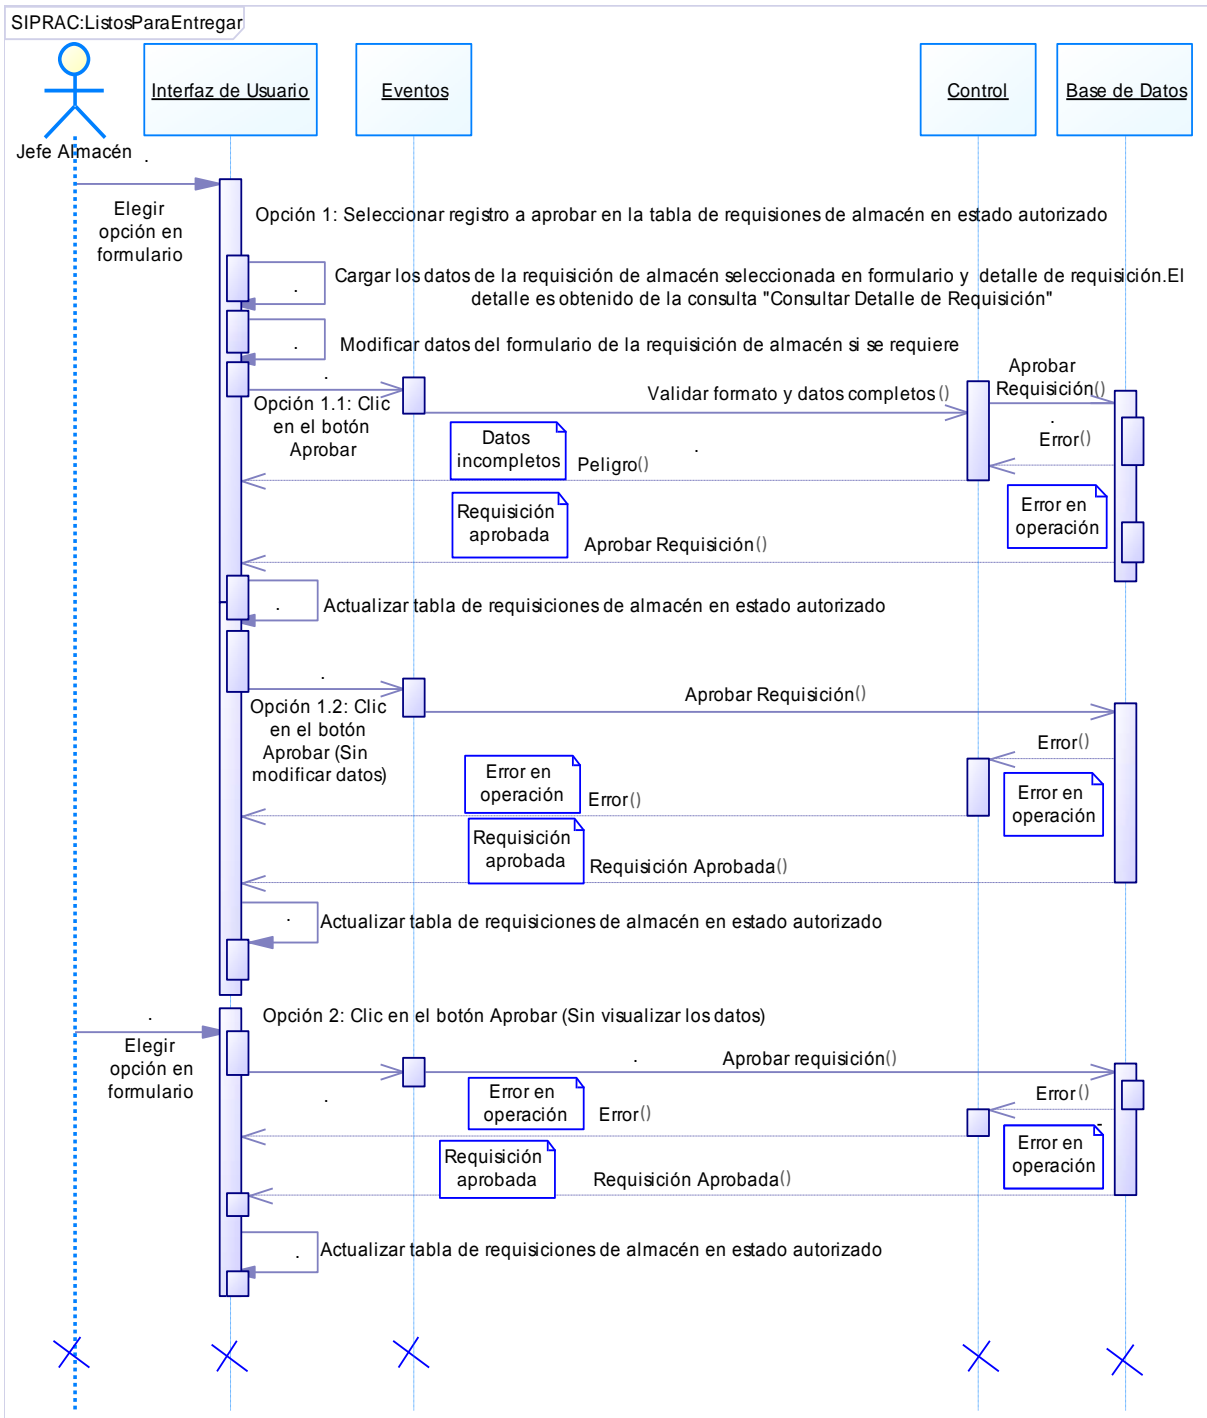 SIPRAC:ListosParaEntregar
Interfaz de Usuario
Eventos
Control
Base de Datos
Jefe Almacén
Elegir
opción en
formulario
Opción 1: Seleccionar registro a aprobar en la tabla de requisiones de almacén en estado autorizado
Cargar los datos de la requisición de almacén seleccionada en formulario y detalle de requisición.El
detalle es obtenido de la consulta "Consultar Detalle de Requisición"
Modificar datos del formulario de la requisición de almacén si se requiere
Opción 1.1: Clic
en el botón
Aprobar
Validar formato y datos completos()
Aprobar
Requisición()
Error()
Datos
incompletos
Peligro()
Error en
operación
Requisición
aprobada
Aprobar Requisición()
Actualizar tabla de requisiciones de almacén en estado autorizado
Opción 1.2: Clic
en el botón
Aprobar (Sin
modificar datos)
Aprobar Requisición()
Error()
Error en
operación
Error()
Error en
operación
Requisición
aprobada
Requisición Aprobada()
Actualizar tabla de requisiciones de almacén en estado autorizado
Opción 2: Clic en el botón Aprobar (Sin visualizar los datos)
Elegir
opción en
formulario
Aprobar requisición()
Error()
Error en
operación
Error()
Error en
operación
Requisición
aprobada
Requisición Aprobada()
Actualizar tabla de requisiciones de almacén en estado autorizado